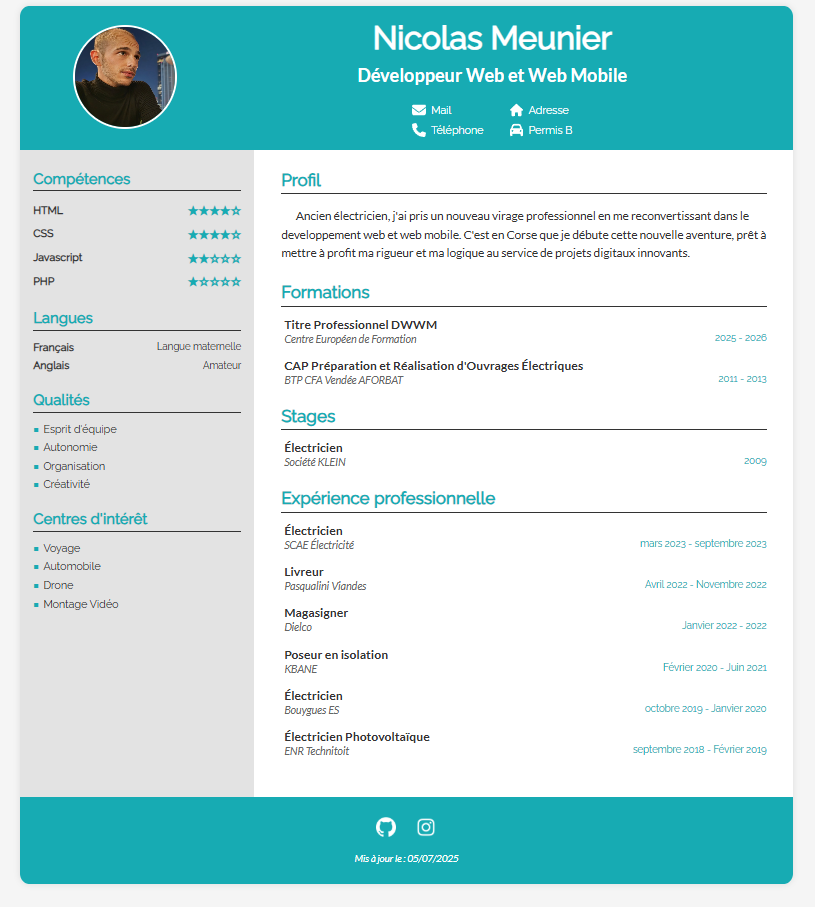 Nicolas Meunier
Développeur Web et Web Mobile
Mail
Adresse
Téléphone
Permis B
Compétences
HTML ★★★★☆
CSS ★★★★☆
Javascript ★★☆☆☆
PHP ★☆☆☆☆
Langues
Français Langue maternelle
Anglais Amateur
Qualités
▪ Esprit d'équipe
▪ Autonomie
▪ Organisation
▪ Créativité
Centres d'intérêt
▪ Voyage
▪ Automobile
▪ Drone
▪ Montage Vidéo
Profil
Ancien électricien, j'ai pris un nouveau virage professionnel en me reconvertissant dans le
developpement web et web mobile. C'est en Corse que je débute cette nouvelle aventure, prêt à
mettre à profit ma rigueur et ma logique au service de projets digitaux innovants.
Formations
Titre Professionnel DWWM
Centre Européen de Formation 2025 - 2026
CAP Préparation et Réalisation d'Ouvrages Électriques
BTP CFA Vendée AFORBAT 2011 - 2013
Stages
Électricien
Société KLEIN 2009
Expérience professionnelle
Électricien
SCAE Électricité mars 2023 - septembre 2023
Livreur
Pasqualini Viandes Avril 2022 - Novembre 2022
Magasigner
Dielco Janvier 2022 - 2022
Poseur en isolation
KBANE Février 2020 - Juin 2021
Électricien
Bouygues ES octobre 2019 - Janvier 2020
Électricien Photovoltaïque
ENR Technitoit septembre 2018 - Février 2019
Mis à jour le : 05/07/2025